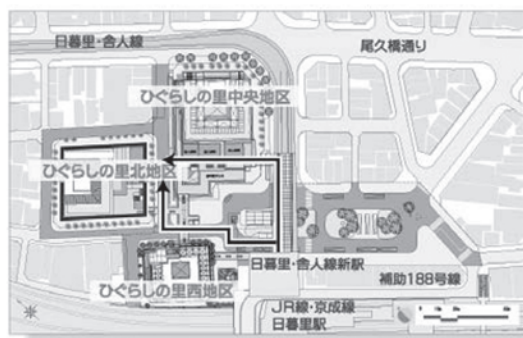 日暮里・舎人線
尾久橋通り
ひぐらしの里中央地区
ひぐらしの里北地区
日暮里・舎人線新駅
補助188号線
ひぐらしの里西地区
JR線・京成線
日暮里駅